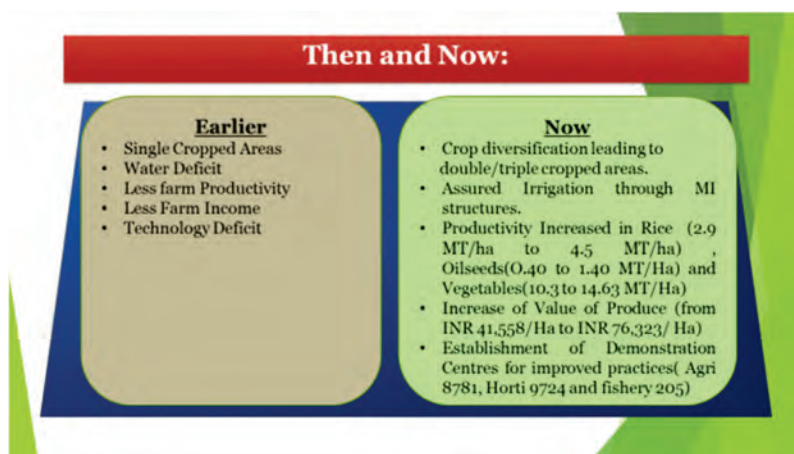 Then and Now:
Earlier
• Single Cropped Areas
• Water Deficit
• Less farm Productivity
• Less Farm Income
• Technology Deficit
Now
• Crop diversification leading to
double/triple cropped areas.
• Assured Irrigation through MI
structures.
• Productivity Increased in Rice (2.9
MT/ha to 4.5 MT/ha) ,
Oilseeds(O.40 to 1.40 MT/Ha) and
Vegetables(10.3 to 14.63 MT/Ha)
• Increase of Value of Produce (from
INR 41,558/Ha to INR 76,323/ Ha)
• Establishment of Demonstration
Centres for improved practices( Agri
8781, Horti 9724 and fishery 205)